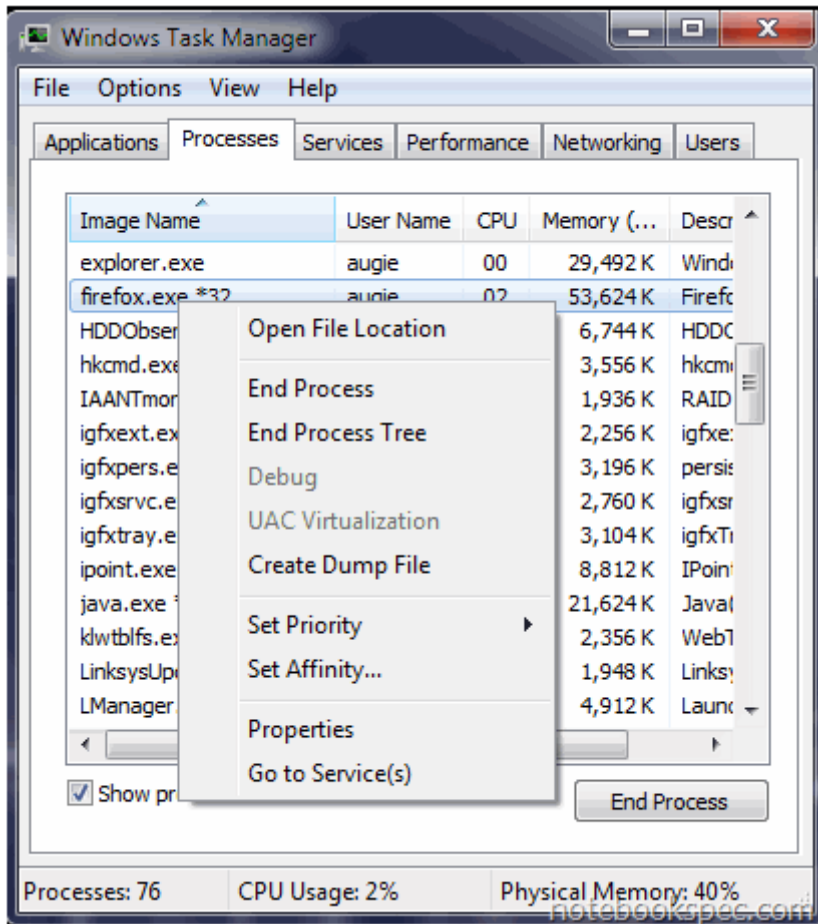 Windows Task Manager
File Options View Help
Applications Processes Services Performance Networking Users
Image Name User Name CPU Memory (... Descr
explorer.exe augie 00 29,492 K Windo
firefox.exe *32 augie 02 53,624 K Firefo
HDDObser 6,744 K HDDO
hkcmd.exe 3,556 K hkcm
IAANTmor 1,936 K RAID
igfxext.ex 2,256 K igfxe
igfxpers.e 3,196 K persis
igfxsrvc.e 2,760 K igfxsr
igfxtray.e 3,104 K igfxTr
ipoint.exe 8,812 K IPoin
java.exe * 21,624 K Java(
klwtblfs.ex 2,356 K WebT
LinksysUp 1,948 K Links
LManager. 4,912 K Laun
Open File Location
End Process
End Process Tree
Debug
UAC Virtualization
Create Dump File
Set Priority
Set Affinity...
Properties
Go to Service(s)
Show pr End Process
Processes: 76 CPU Usage: 2% Physical Memory: 40%
notebookspec.com